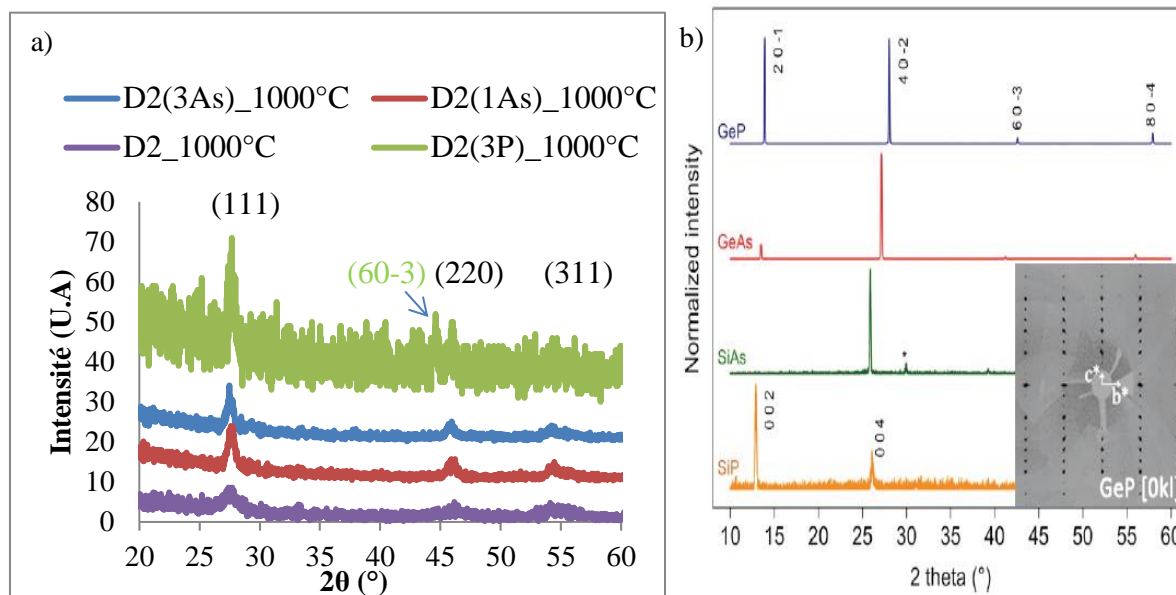 a)
D2(3As)_1000°C D2(1As)_1000°C
D2_1000°C D2(3P)_1000°C
80
70
60
50
40
30
20
10
0
Intensité (U.A)
(111)
(60-3) (220) (311)
20 25 30 35 40 45 50 55 60
2θ (°)
b)
Normalized intensity
2 0 -1
4 0 -2
6 0 -3
8 0 -4
GeP
GeAs
SiAs
*
SiP
0 0 2
0 0 4
c*
b*
GeP [0kl]
10 15 20 25 30 35 40 45 50 55 60
2 theta (°)